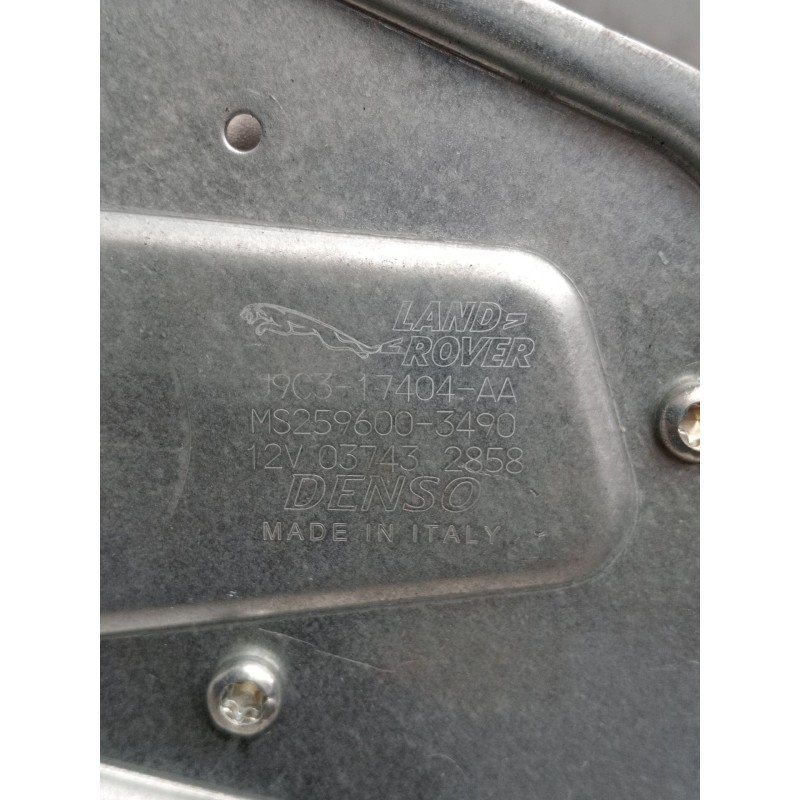 LAND
ROVER
J9C3-17404-AA
MS259600-3490
12V 03743 2858
DENSO
MADE IN ITALY